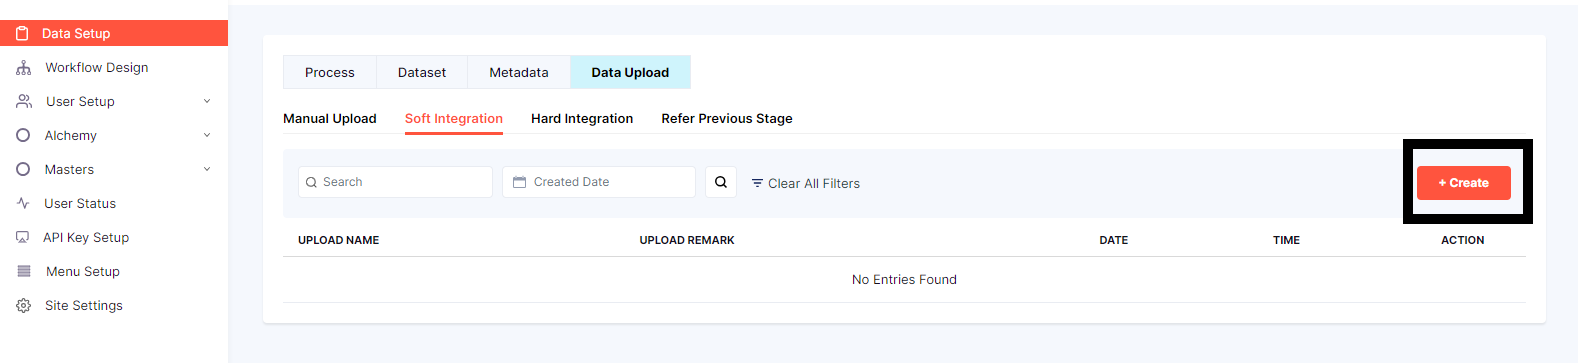 Data Setup
Workflow Design
User Setup
Alchemy
Masters
User Status
API Key Setup
Menu Setup
Site Settings
Process Dataset Metadata Data Upload
Manual Upload Soft Integration Hard Integration Refer Previous Stage
Search Created Date Clear All Filters + Create
UPLOAD NAME UPLOAD REMARK DATE TIME ACTION
No Entries Found